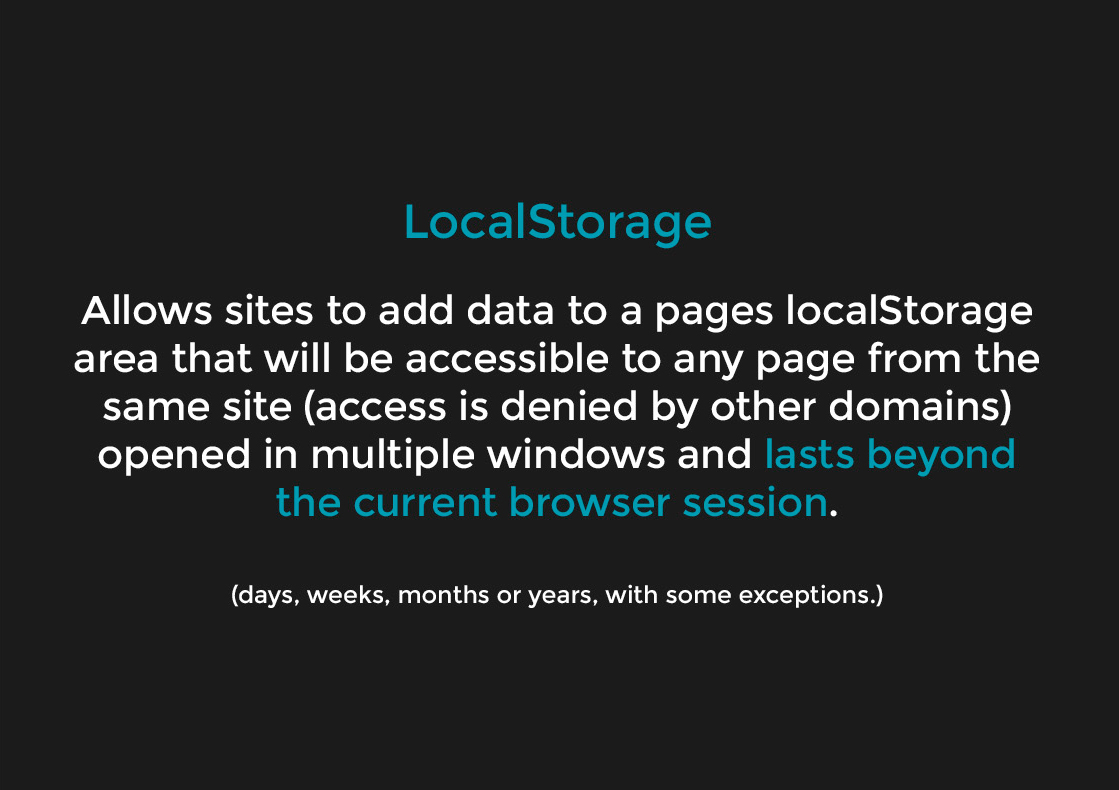 LocalStorage
Allows sites to add data to a pages localStorage
area that will be accessible to any page from the
same site (access is denied by other domains)
opened in multiple windows and lasts beyond
the current browser session.
(days, weeks, months or years, with some exceptions.)